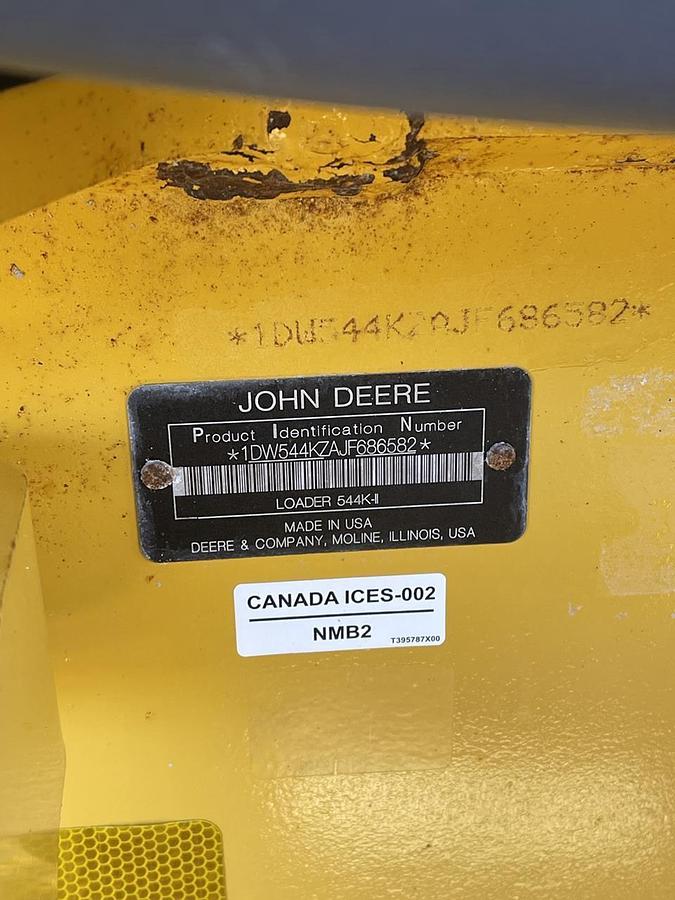 *1DW544KZAJF686582*
JOHN DEERE
Product Identification Number
*1DW544KZAJF686582*
LOADER 544K-II
MADE IN USA
DEERE & COMPANY, MOLINE, ILLINOIS, USA
CANADA ICES-002
NMB2
T395787X00